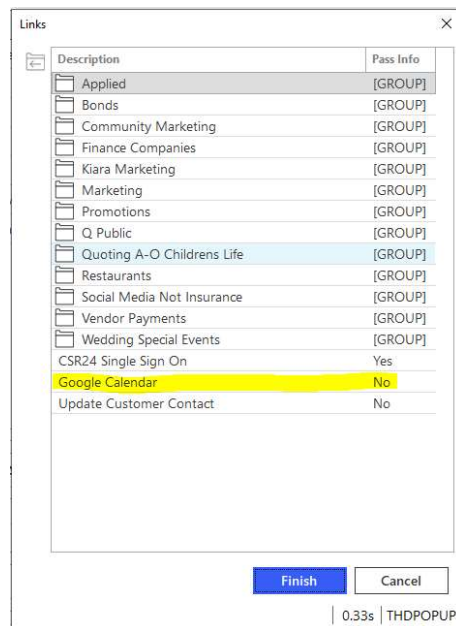 Links
Description Pass Info
Applied [GROUP]
Bonds [GROUP]
Community Marketing [GROUP]
Finance Companies [GROUP]
Kiara Marketing [GROUP]
Marketing [GROUP]
Promotions [GROUP]
Q Public [GROUP]
Quoting A-O Childrens Life [GROUP]
Restaurants [GROUP]
Social Media Not Insurance [GROUP]
Vendor Payments [GROUP]
Wedding Special Events [GROUP]
CSR24 Single Sign On Yes
Google Calendar No
Update Customer Contact No
Finish Cancel
0.33s THDPOPUP